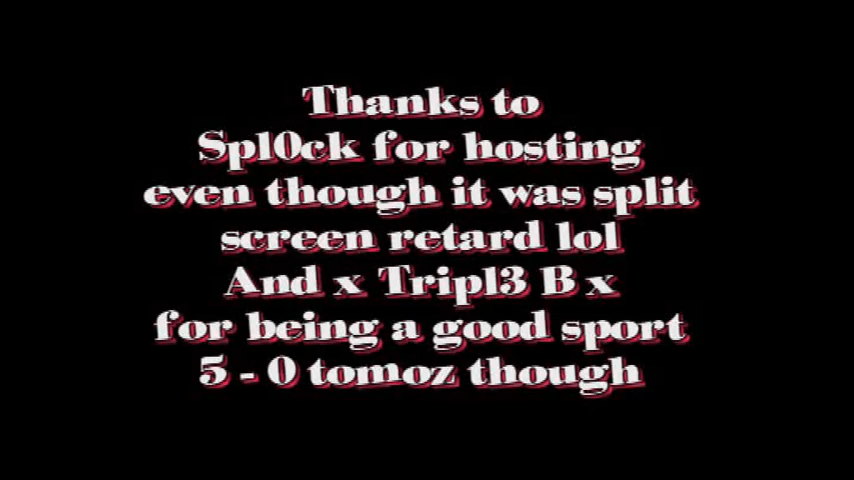 Thanks to
Spl0ck for hosting
even though it was split
screen retard lol
And x Tripl3 B x
for being a good sport
5 - 0 tomoz though